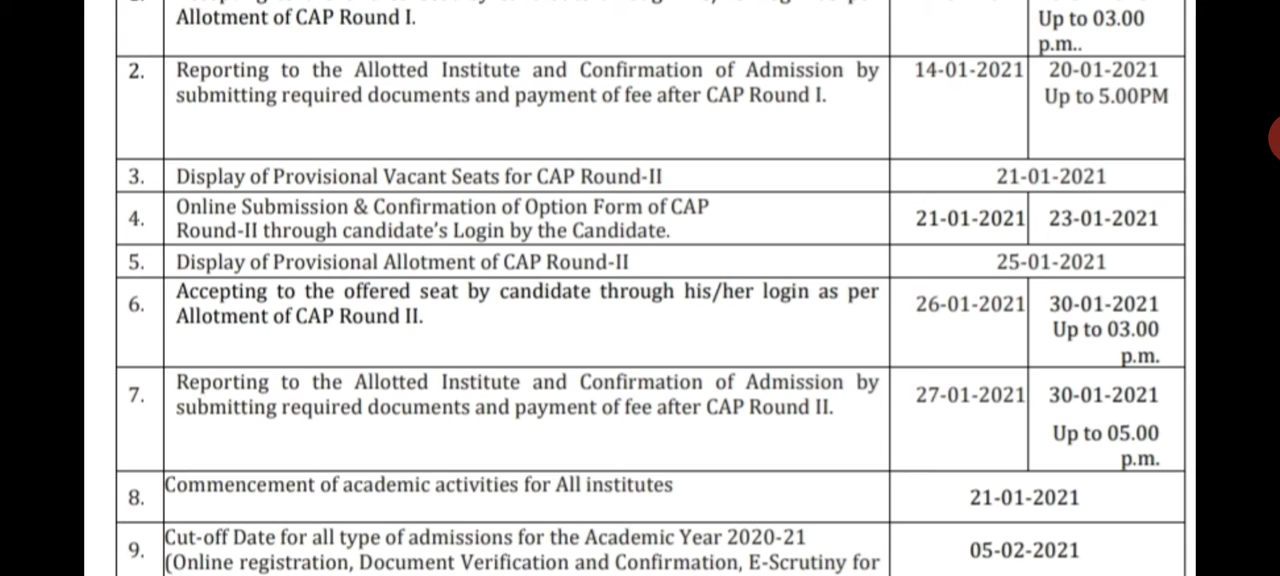 Allotment of CAP Round I.
Up to 03.00
p.m..
2. Reporting to the Allotted Institute and Confirmation of Admission by 14-01-2021 20-01-2021
submitting required documents and payment of fee after CAP Round I. Up to 5.00PM
3. Display of Provisional Vacant Seats for CAP Round-II 21-01-2021
4. Online Submission & Confirmation of Option Form of CAP
Round-II through candidate's Login by the Candidate. 21-01-2021 23-01-2021
5. Display of Provisional Allotment of CAP Round-II 25-01-2021
6. Accepting to the offered seat by candidate through his/her login as per
Allotment of CAP Round II. 26-01-2021 30-01-2021
Up to 03.00
p.m.
7. Reporting to the Allotted Institute and Confirmation of Admission by
submitting required documents and payment of fee after CAP Round II. 27-01-2021 30-01-2021
Up to 05.00
p.m.
8. Commencement of academic activities for All institutes 21-01-2021
9. Cut-off Date for all type of admissions for the Academic Year 2020-21
(Online registration, Document Verification and Confirmation, E-Scrutiny for 05-02-2021